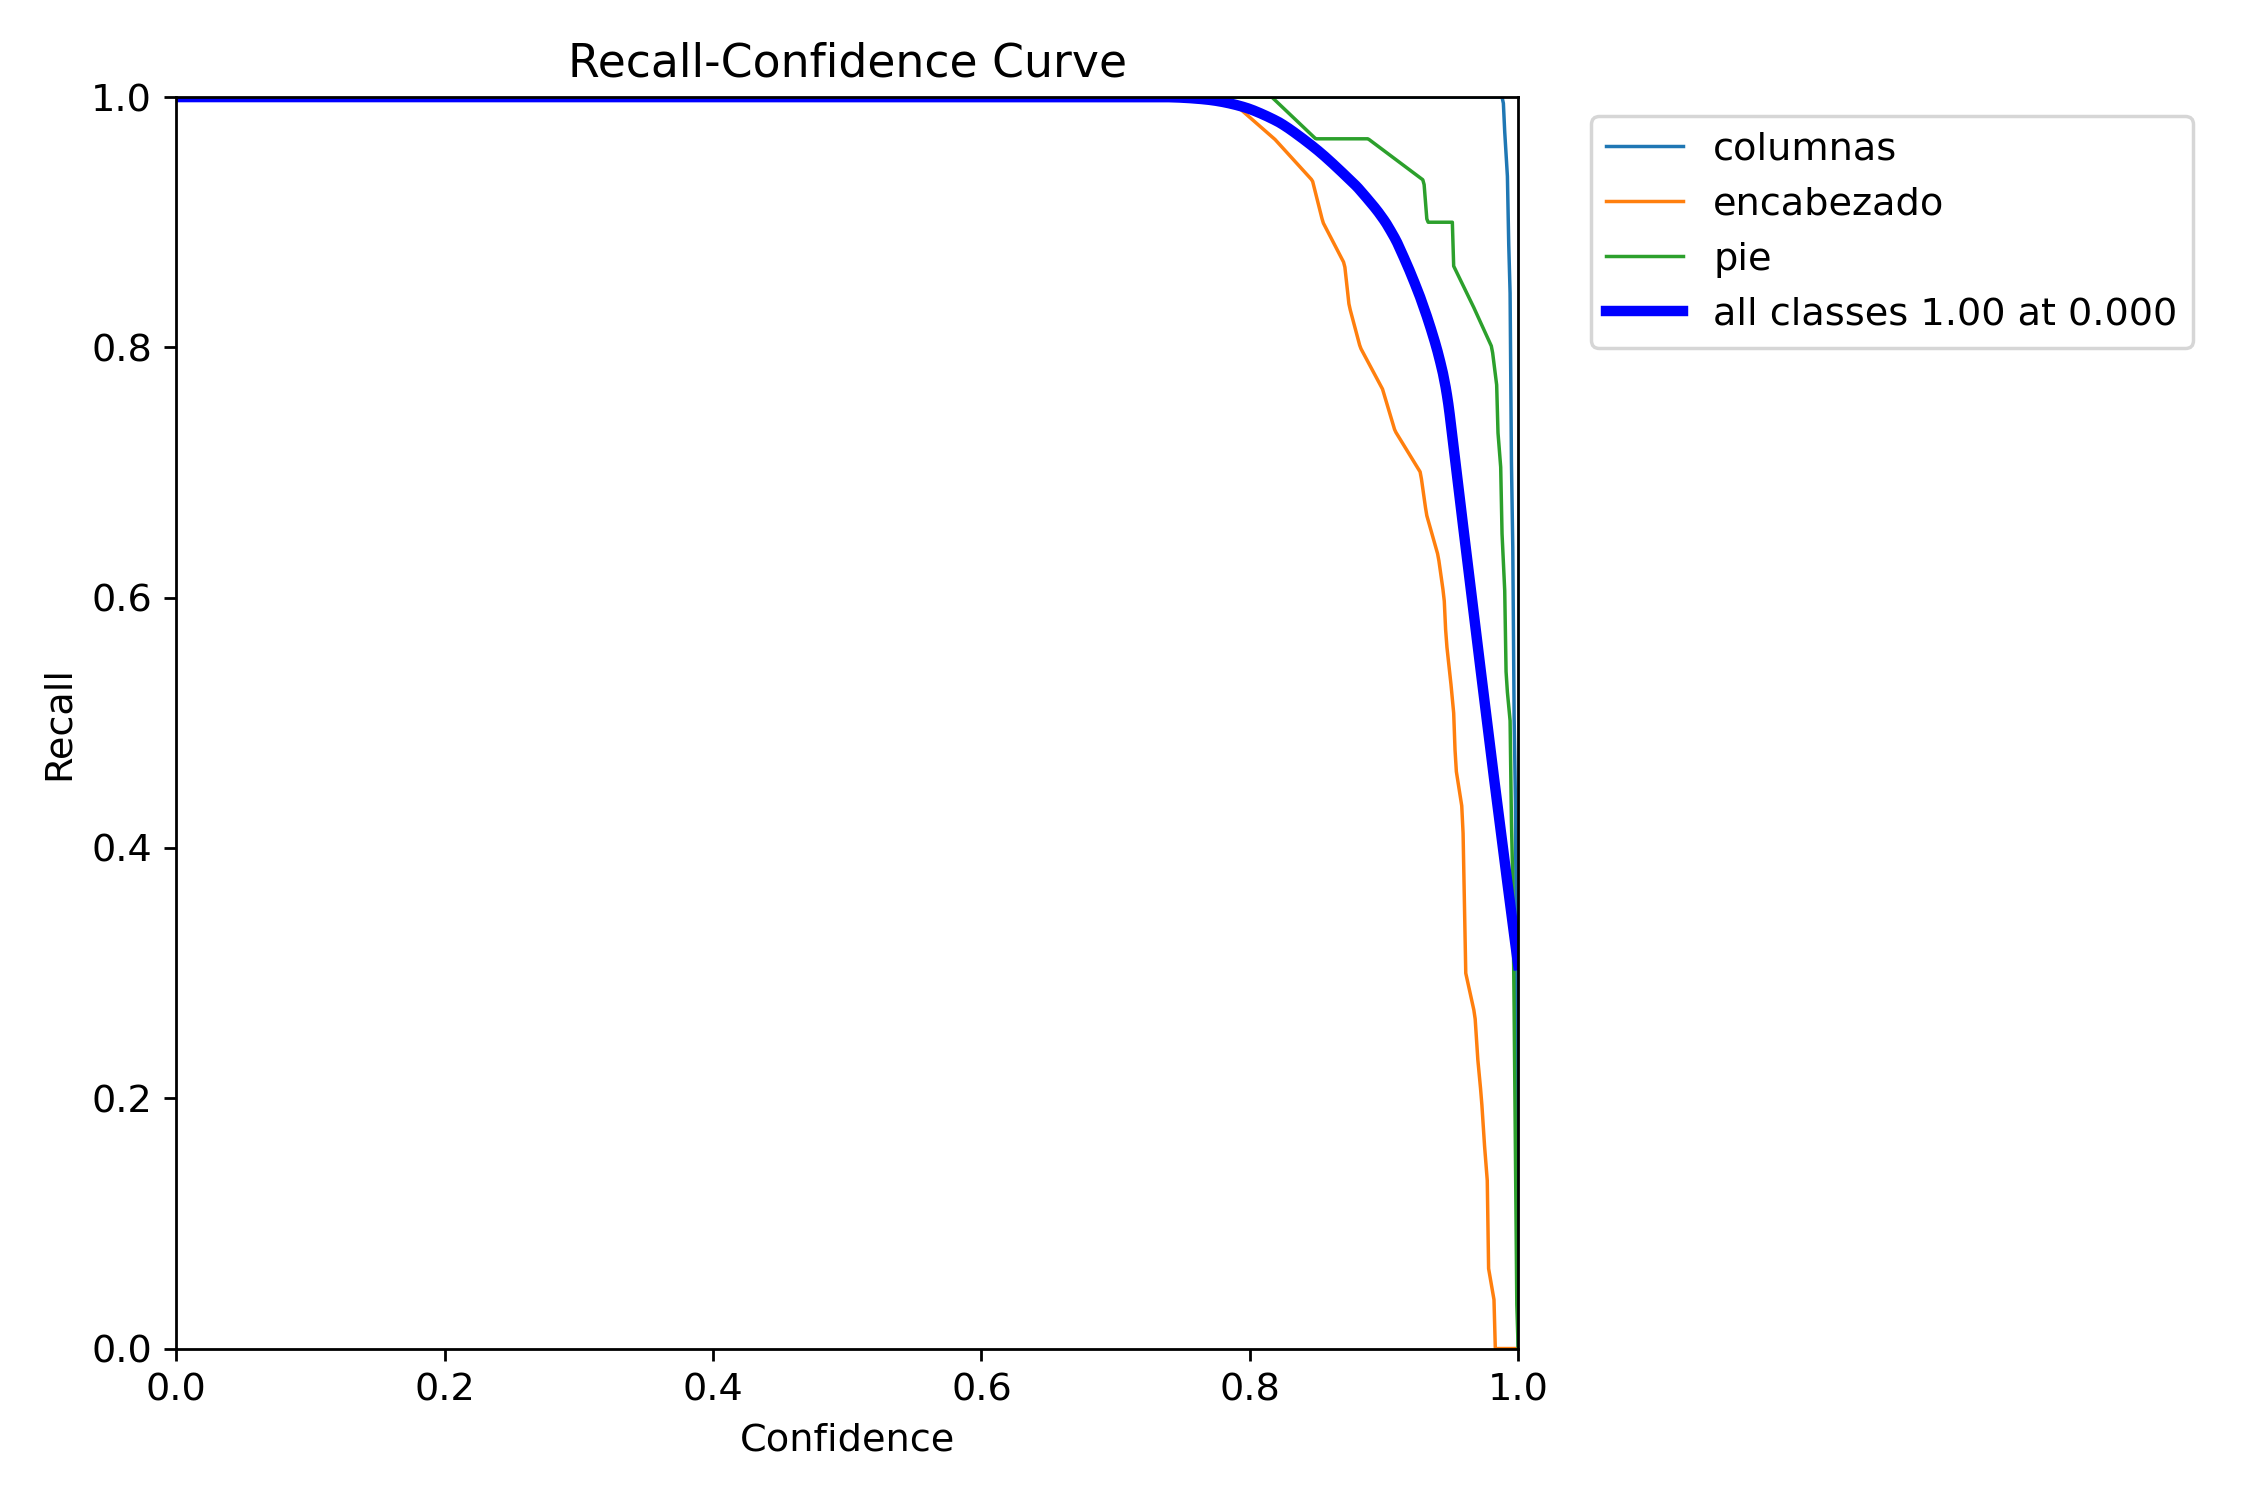 Recall-Confidence Curve
1.0
0.8
0.6
0.4
0.2
0.0
Recall
0.0 0.2 0.4 0.6 0.8 1.0
Confidence
columnas
encabezado
pie
all classes 1.00 at 0.000